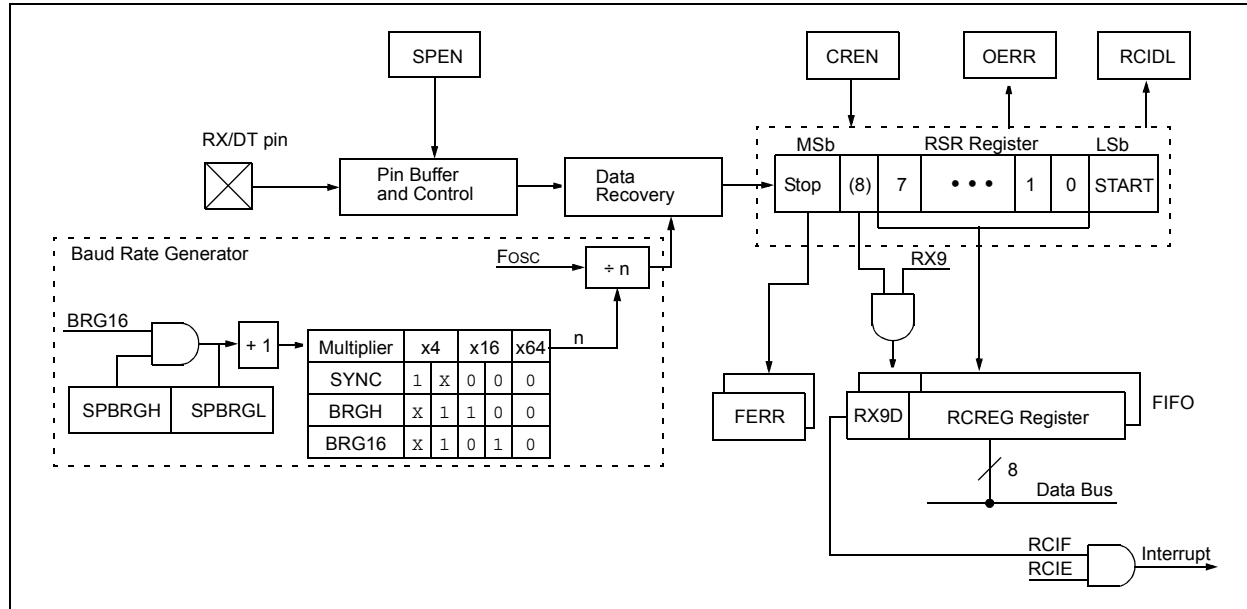 SPEN
CREN
OERR
RCIDL
RX/DT pin
Pin Buffer
and Control
Data
Recovery
MSb
RSR Register
LSb
Stop (8) 7 • • • 1 0 START
Baud Rate Generator
FOSC
÷ n
RX9
BRG16
+ 1
n
Multiplier x4 x16 x64
SYNC 1 X 0 0 0
BRGH X 1 1 0 0
BRG16 X 1 0 1 0
SPBRGH SPBRGL
FERR
RX9D RCREG Register
FIFO
8
Data Bus
RCIF
RCIE
Interrupt